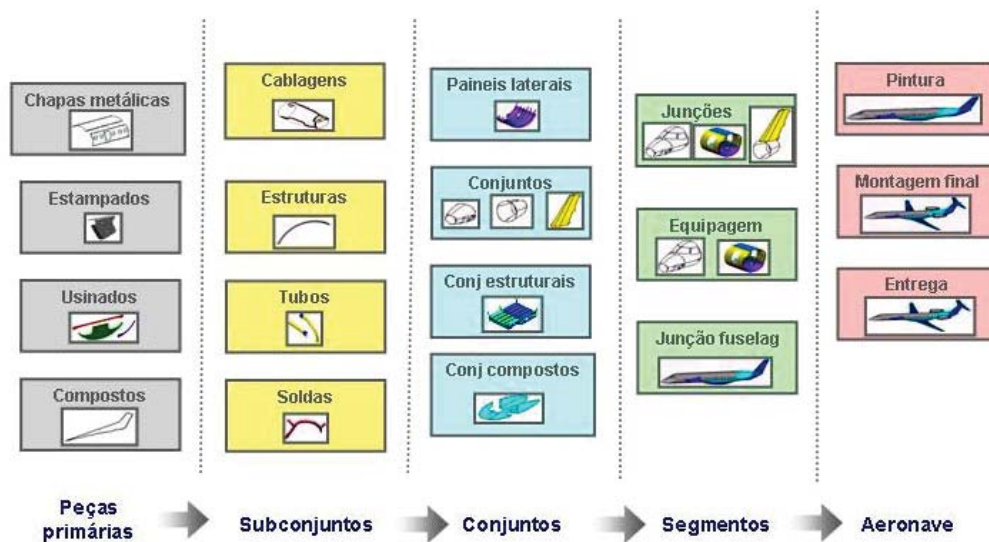 Chapas metálicas
Estampados
Usinados
Compostos
Cablagens
Estruturas
Tubos
Soldas
Paineis laterais
Conjuntos
Conj estruturais
Conj compostos
Junções
Equipagem
Junção fuselag
Pintura
Montagem final
Entrega
Peças
primárias
Subconjuntos
Conjuntos
Segmentos
Aeronave